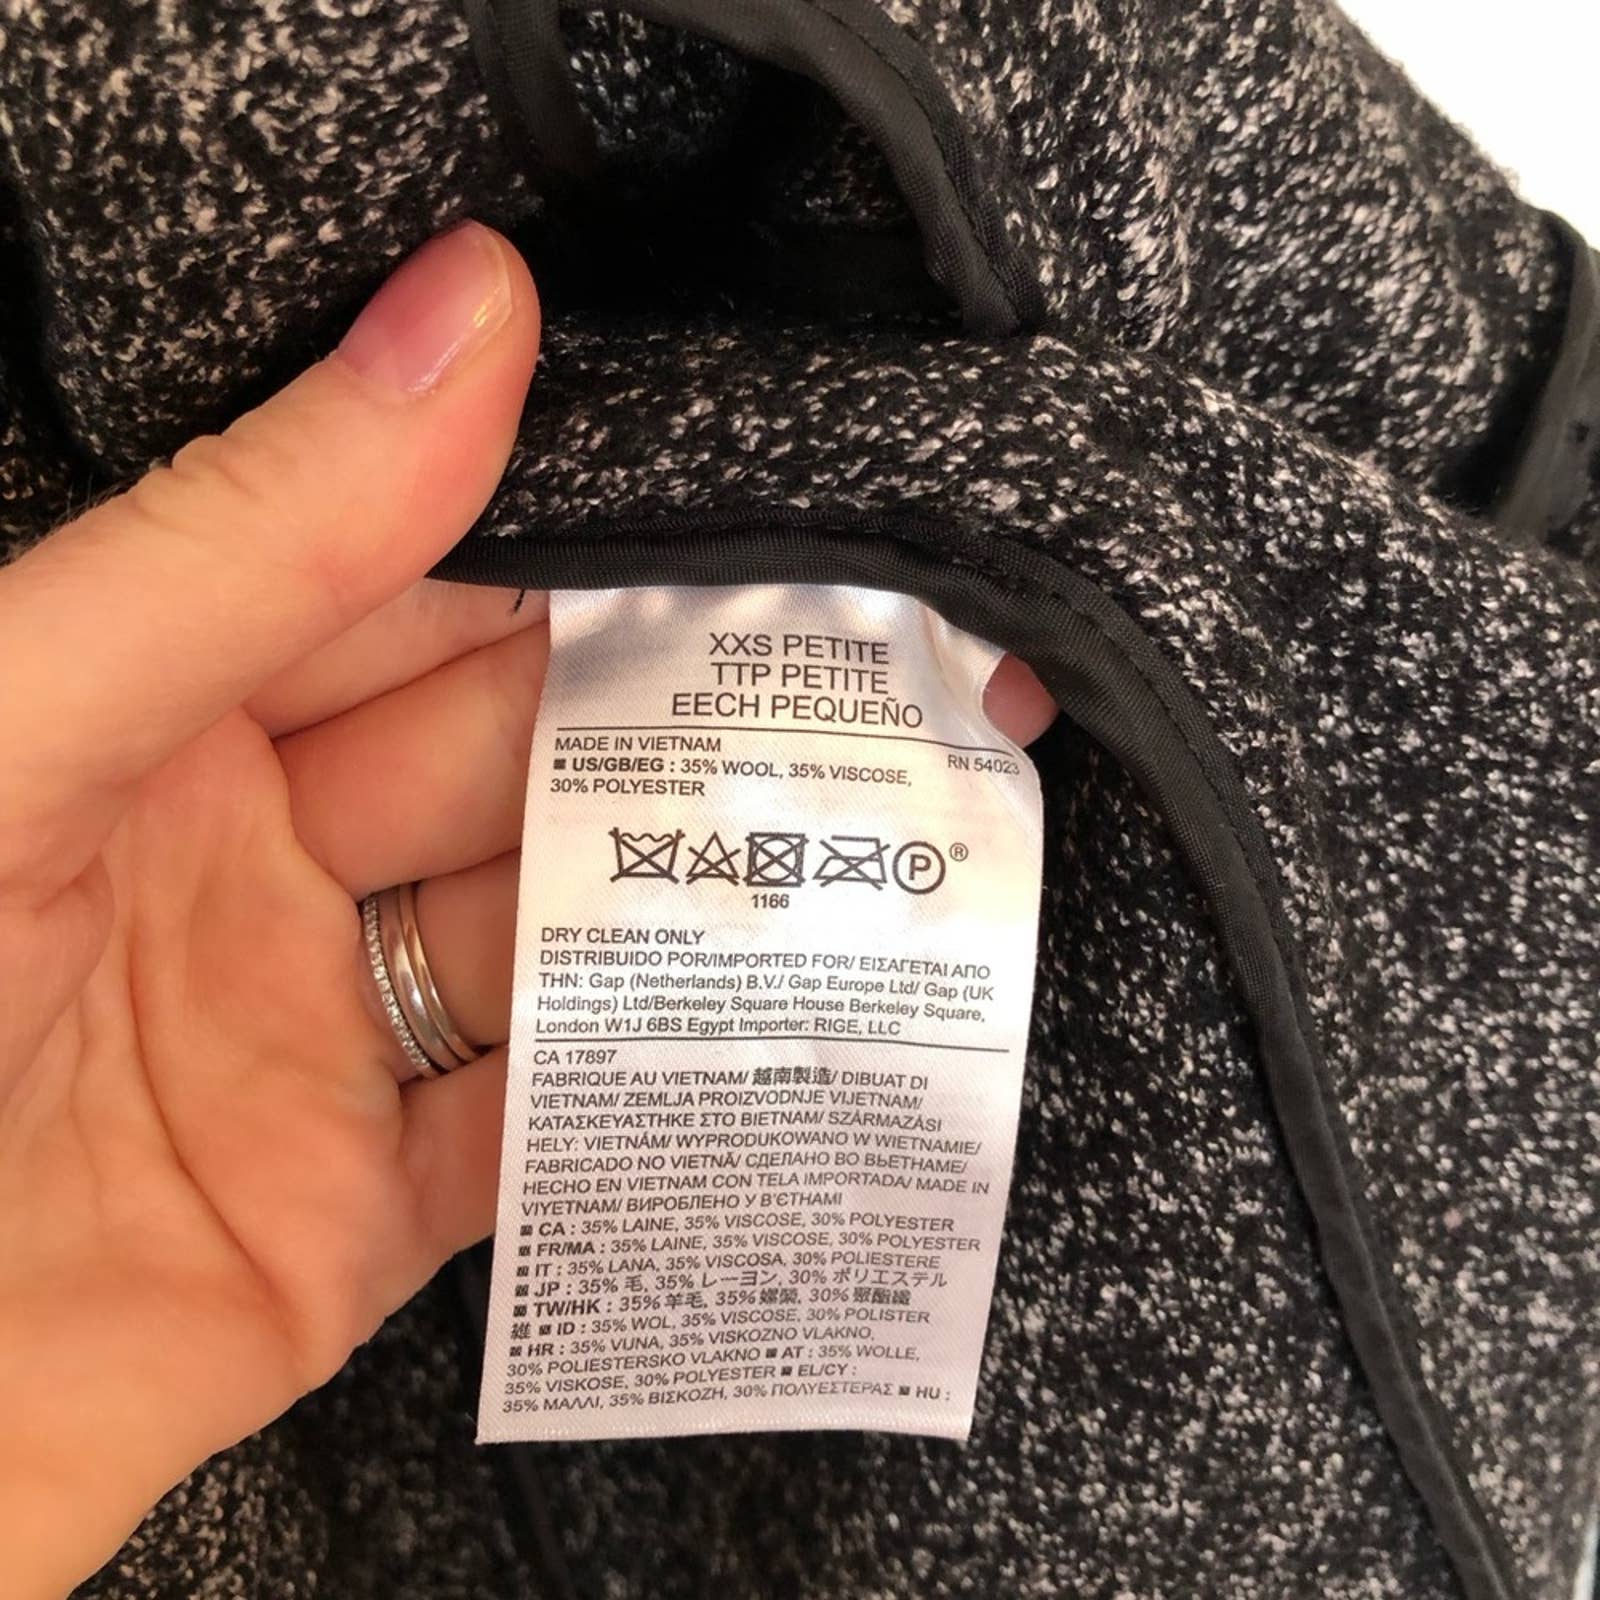 XXS PETITE
TTP PETITE
EECH PEQUEÑO
MADE IN VIETNAM
RN 54023
■ US/GB/EG : 35% WOOL, 35% VISCOSE,
30% POLYESTER
P ®
1166
DRY CLEAN ONLY
DISTRIBUIDO POR/IMPORTED FOR/ ΕΙΣΑΓΕΤΑΙ ΑΠΟ
ΤΗΝ: Gap (Netherlands) B.V./ Gap Europe Ltd/ Gap (UK
Holdings) Ltd/Berkeley Square House Berkeley Square,
London W1J 6BS Egypt Importer: RIGE, LLC
CA 17897
FABRIQUE AU VIETNAM/ 越南製造/ DIBUAT DI
VIETNAM/ ZEMLJA PROIZVODNJE VIJETNAM/
ΚΑΤΑΣΚΕΥΑΣΤΗΚΕ ΣΤΟ ΒΙΕΤΝΑΜ/ SZÁRMAZÁSI
HELY: VIETNÁM/ WYPRODUKOWANO W WIETNAMIE/
FABRICADO NO VIETNÃ/ СДЕЛАНО ВО ВЬЕТНАМЕ/
HECHO EN VIETNAM CON TELA IMPORTADA/ MADE IN
VIYETNAM/ ВИРОБЛЕНО У В'ЄТНАМІ
■ CA : 35% LAINE, 35% VISCOSE, 30% POLYESTER
■ FR/MA : 35% LAINE, 35% VISCOSE, 30% POLYESTER
■ IT : 35% LANA, 35% VISCOSA, 30% POLIESTERE
■ JP : 35% 毛, 35% レーヨン, 30% ポリエステル
■ TW/HK : 35% 羊毛, 35% 嫘縈, 30% 聚酯纖
維 ■ ID : 35% WOL, 35% VISCOSE, 30% POLISTER
■ HR : 35% VUNA, 35% VISKOZNO VLAKNO,
30% POLIESTERSKO VLAKNO ■ AT : 35% WOLLE,
35% VISKOSE, 30% POLYESTER ■ EL/CY :
35% ΜΑΛΛΙ, 35% ΒΙΣΚΟΖΗ, 30% ΠΟΛΥΕΣΤΕΡΑΣ ■ HU :